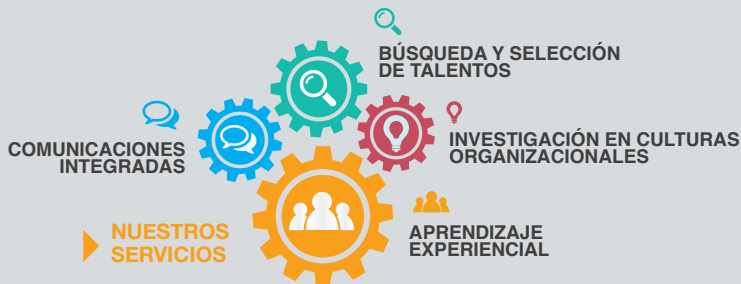 BÚSQUEDA Y SELECCIÓN
DE TALENTOS
COMUNICACIONES
INTEGRADAS
INVESTIGACIÓN EN CULTURAS
ORGANIZACIONALES
NUESTROS
SERVICIOS
APRENDIZAJE
EXPERIENCIAL